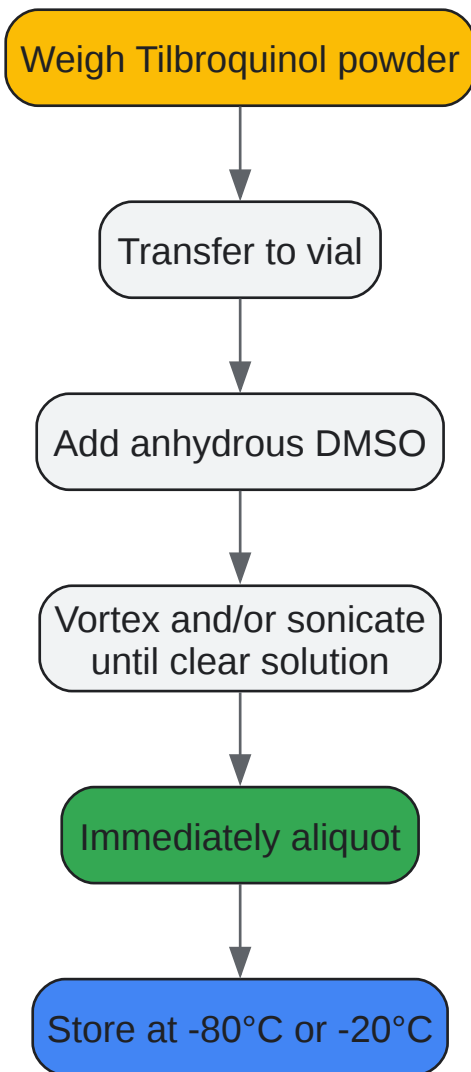 Weigh Tilbroquinol powder
Transfer to vial
Add anhydrous DMSO
Vortex and/or sonicate
until clear solution
Immediately aliquot
Store at -80°C or -20°C